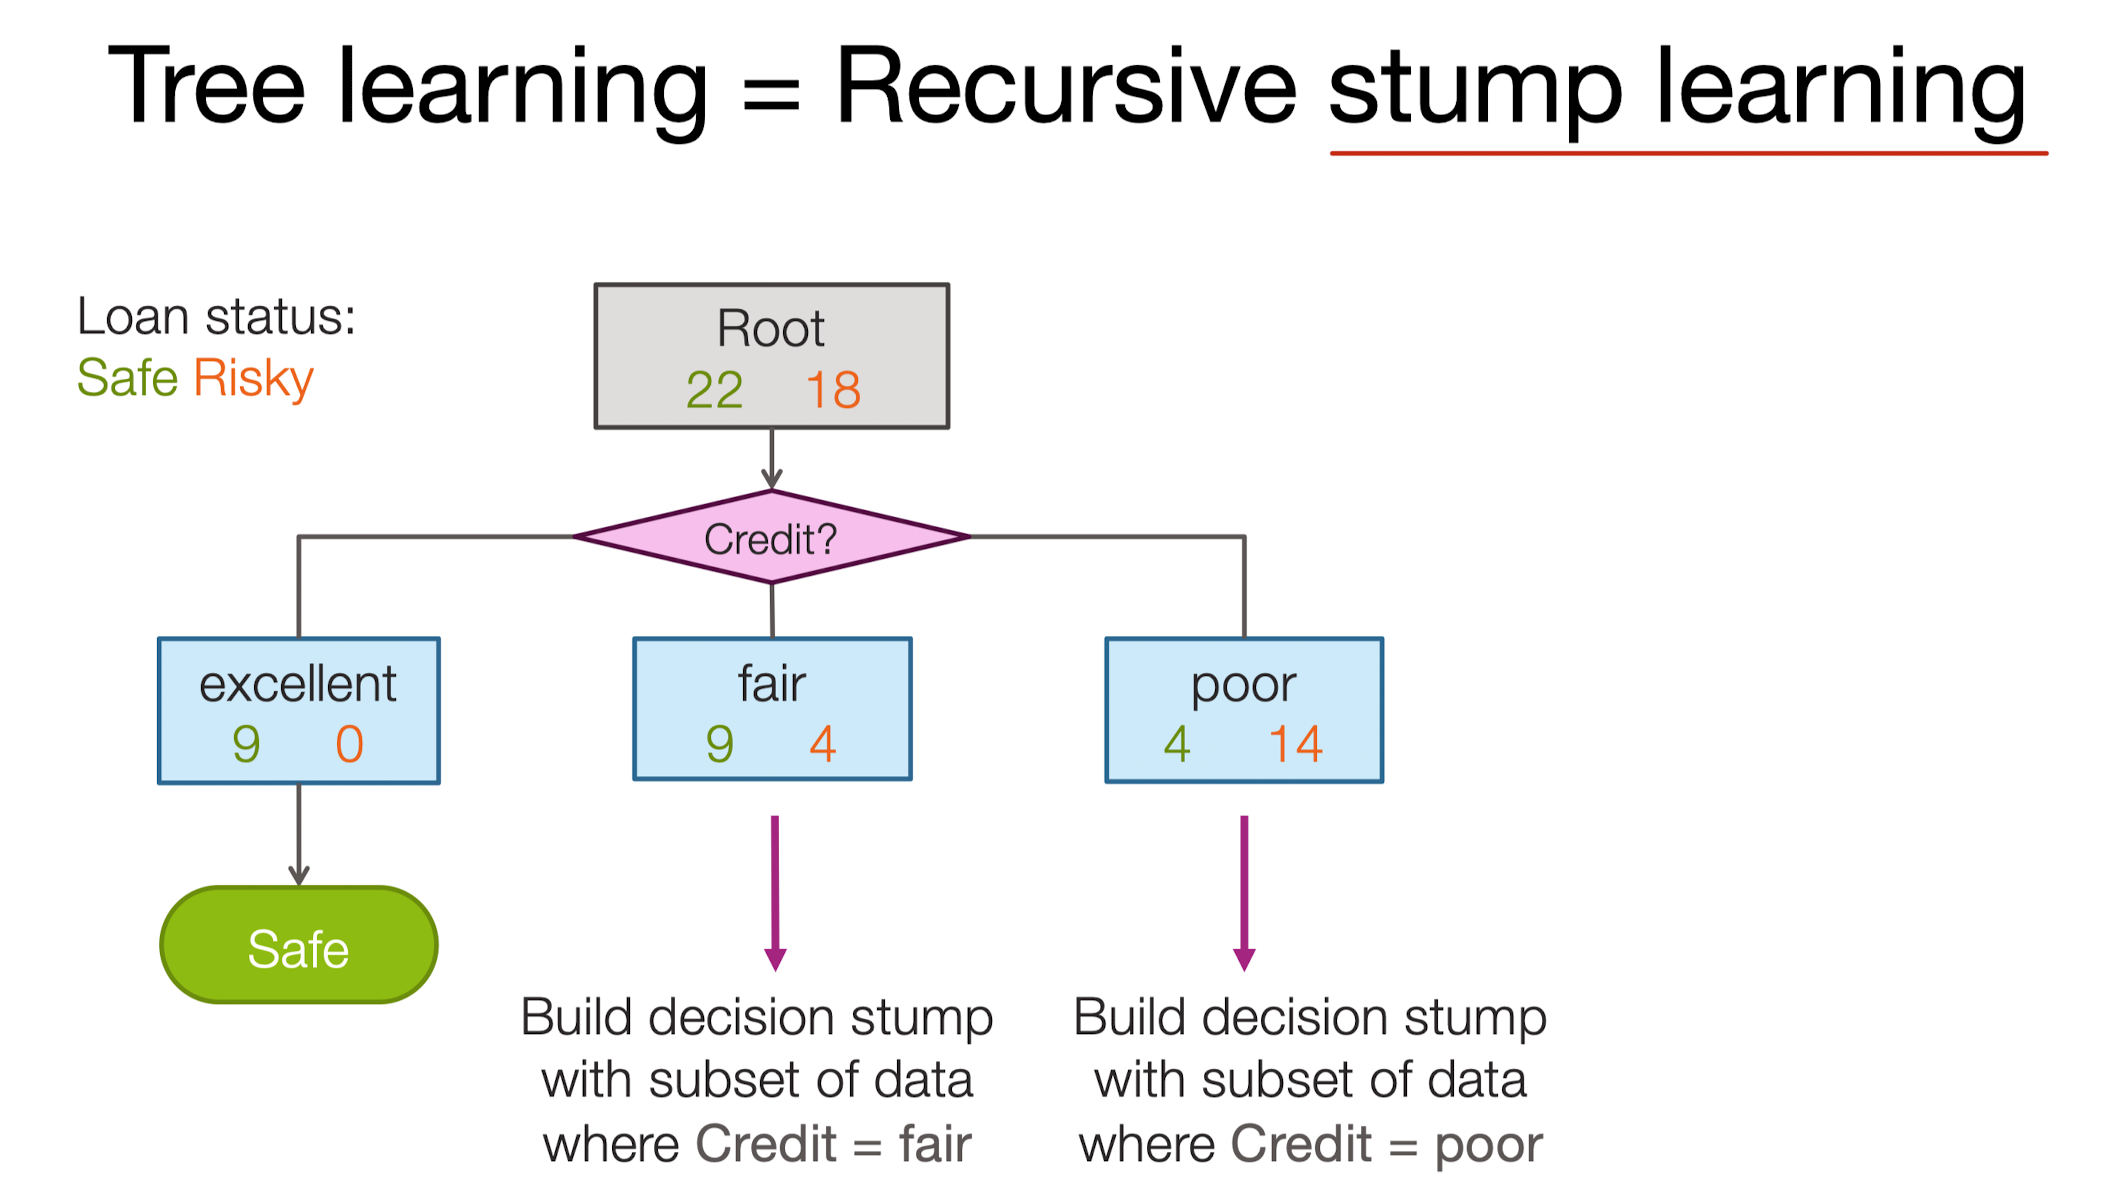 Tree learning = Recursive stump learning
Loan status:
Safe Risky
Root
22 18
Credit?
excellent
9 0
fair
9 4
poor
4 14
Safe
Build decision stump
with subset of data
where Credit = fair
Build decision stump
with subset of data
where Credit = poor